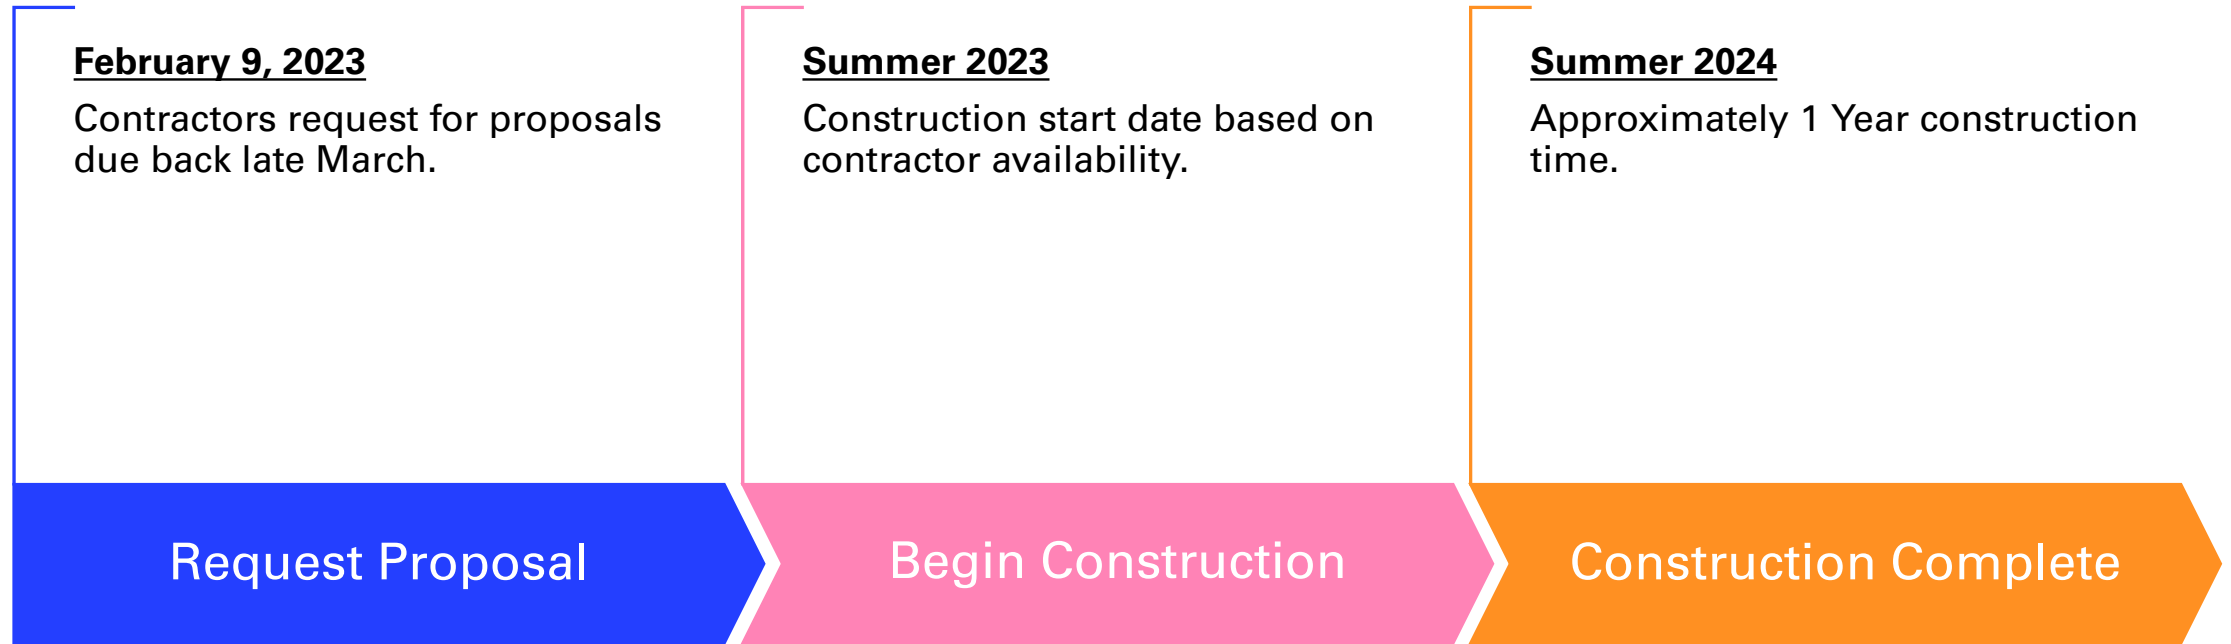 February 9, 2023
Contractors request for proposals
due back late March.
Summer 2023
Construction start date based on
contractor availability.
Summer 2024
Approximately 1 Year construction
time.
Request Proposal
Begin Construction
Construction Complete